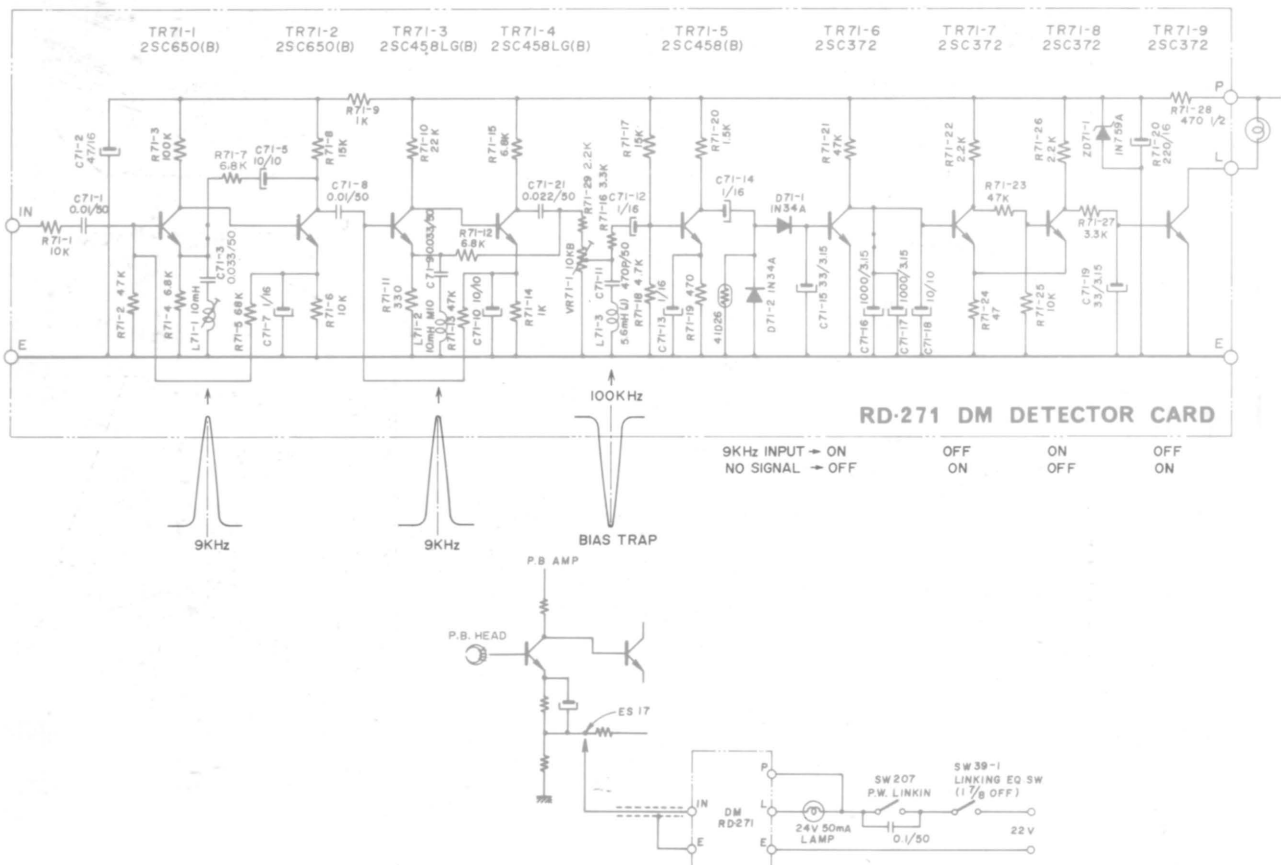 TR71-1
2SC650(B)
TR71-2
2SC650(B)
TR71-3
2SC458LG(B)
TR71-4
2SC458LG(B)
TR71-5
2SC458(B)
TR71-6
2SC372
TR71-7
2SC372
TR71-8
2SC372
TR71-9
2SC372
P
C71-2
47/16
R71-3
100K
R71-7
6.8K
C71-5
10/10
R71-8
15K
R71-9
1K
R71-10
22K
R71-15
6.8K
R71-29 2.2K
R71-16 3.3K
R71-17
15K
R71-20
1.5K
R71-21
47K
R71-22
2.2K
R71-26
2.2K
ZD71-1
1N759A
R71-20
220/16
R71-28
470 1/2
L
IN
R71-1
10K
C71-1
0.01/50
C71-3
0.033/50
C71-8
0.01/50
C71-9 0.033/50
R71-12
6.8K
C71-21
0.022/50
C71-12
1/16
C71-14
1/16
D71-1
1N34A
R71-23
47K
R71-27
3.3K
E
R71-2 47K
R71-4 6.8K
L71-1 10mH
R71-5 68K
C71-7 1/16
R71-6
10K
R71-11
330
L71-2
10mH M10
R71-13 47K
C71-10 10/10
R71-14
1K
VR71-1 10KB
C71-11
470P/50
L71-3
5.6mH(J)
R71-18 4.7K
C71-13 1/16
R71-19 470
41D26
D71-2 1N34A
C71-15 33/3.15
C71-16 1000/3.15
C71-17 1000/3.15
C71-18 10/10
R71-24
47
R71-25
10K
C71-19
33/3.15
E
100KHz
RD·271 DM DETECTOR CARD
9KHz INPUT → ON OFF ON OFF
NO SIGNAL → OFF ON OFF ON
9KHz
9KHz
BIAS TRAP
P.B AMP
P.B. HEAD
ES 17
P
IN
DM
RD-271
L
E
E
24V 50mA
LAMP
SW207
P.W. LINKIN
0.1/50
SW39-1
LINKING EQ SW
(1 7/8 OFF)
22V